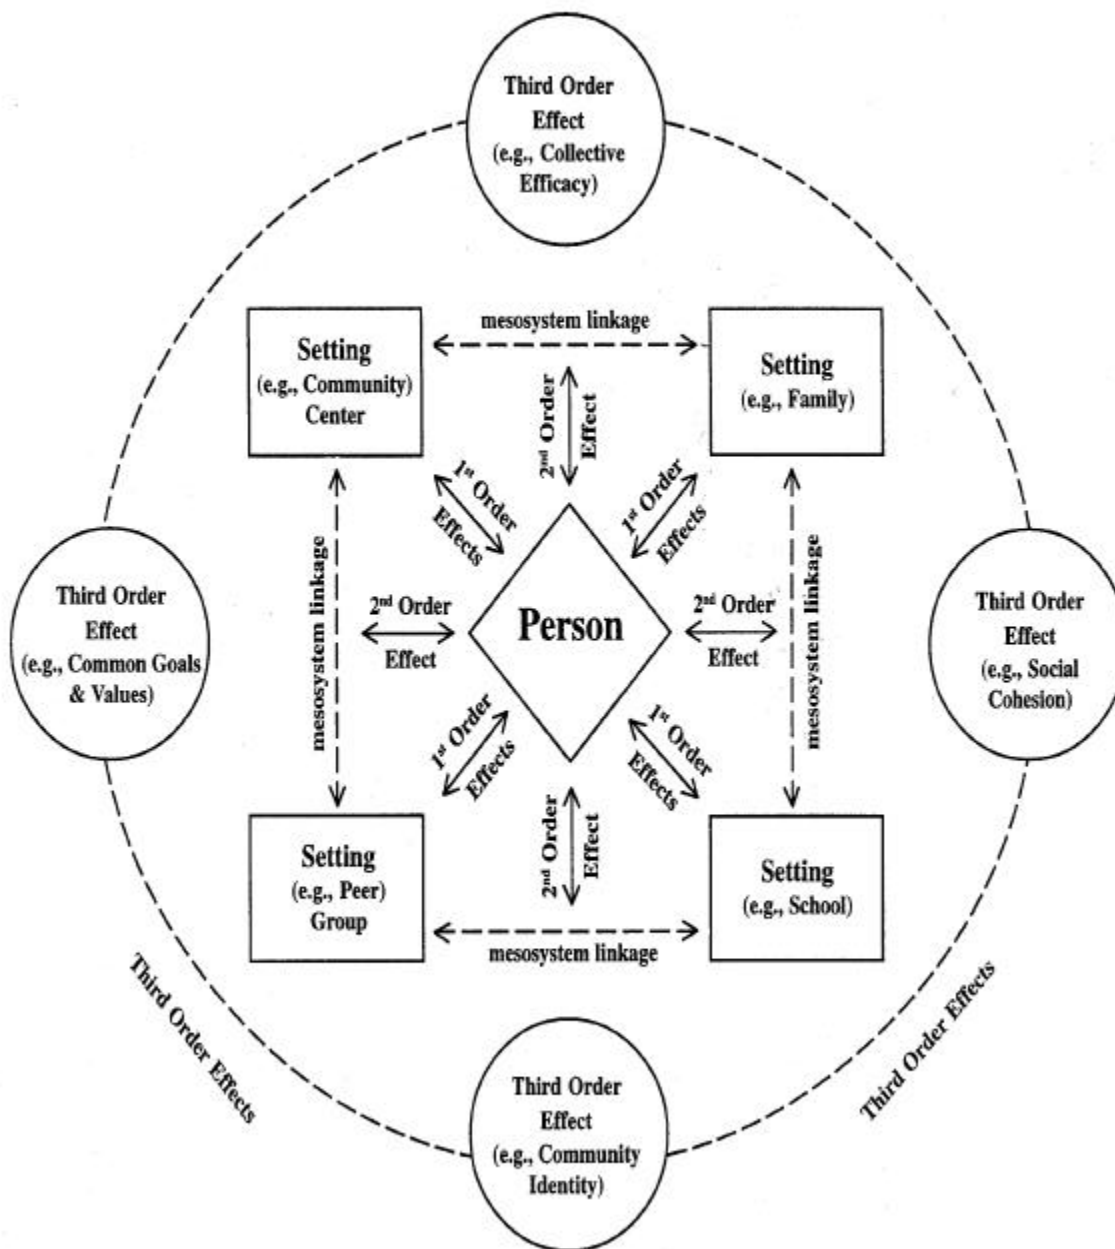 Third Order
Effect
(e.g., Collective
Efficacy)
mesosystem linkage
Setting
(e.g., Community)
Center
Setting
(e.g., Family)
2nd Order
Effect
1st Order
Effects
1st Order
Effects
mesosystem linkage
mesosystem linkage
Third Order
Effect
(e.g., Common Goals
& Values)
2nd Order
Effect
Person
2nd Order
Effect
Third Order
Effect
(e.g., Social
Cohesion)
1st Order
Effects
1st Order
Effects
2nd Order
Effect
Setting
(e.g., Peer)
Group
Setting
(e.g., School)
mesosystem linkage
Third Order Effects
Third Order Effects
Third Order
Effect
(e.g., Community
Identity)